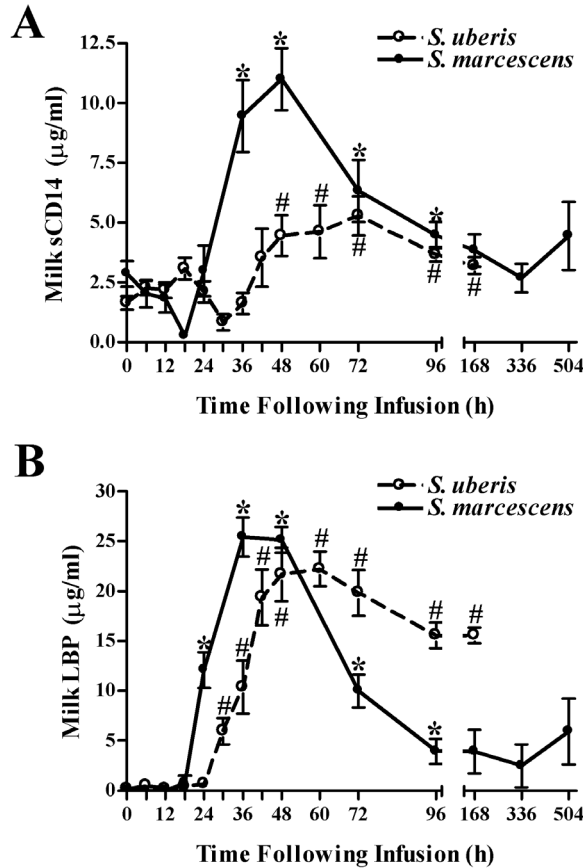 A
S. uberis
S. marcescens
Milk sCD14 (µg/ml)
12.5
10.0
7.5
5.0
2.5
0.0
* *
*
*
# #
#
# #
0 12 24 36 48 60 72 96 168 336 504
Time Following Infusion (h)
B
S. uberis
S. marcescens
Milk LBP (µg/ml)
30
25
20
15
10
5
0
* *
# # #
*
#
# #
#
#
*
*
0 12 24 36 48 60 72 96 168 336 504
Time Following Infusion (h)